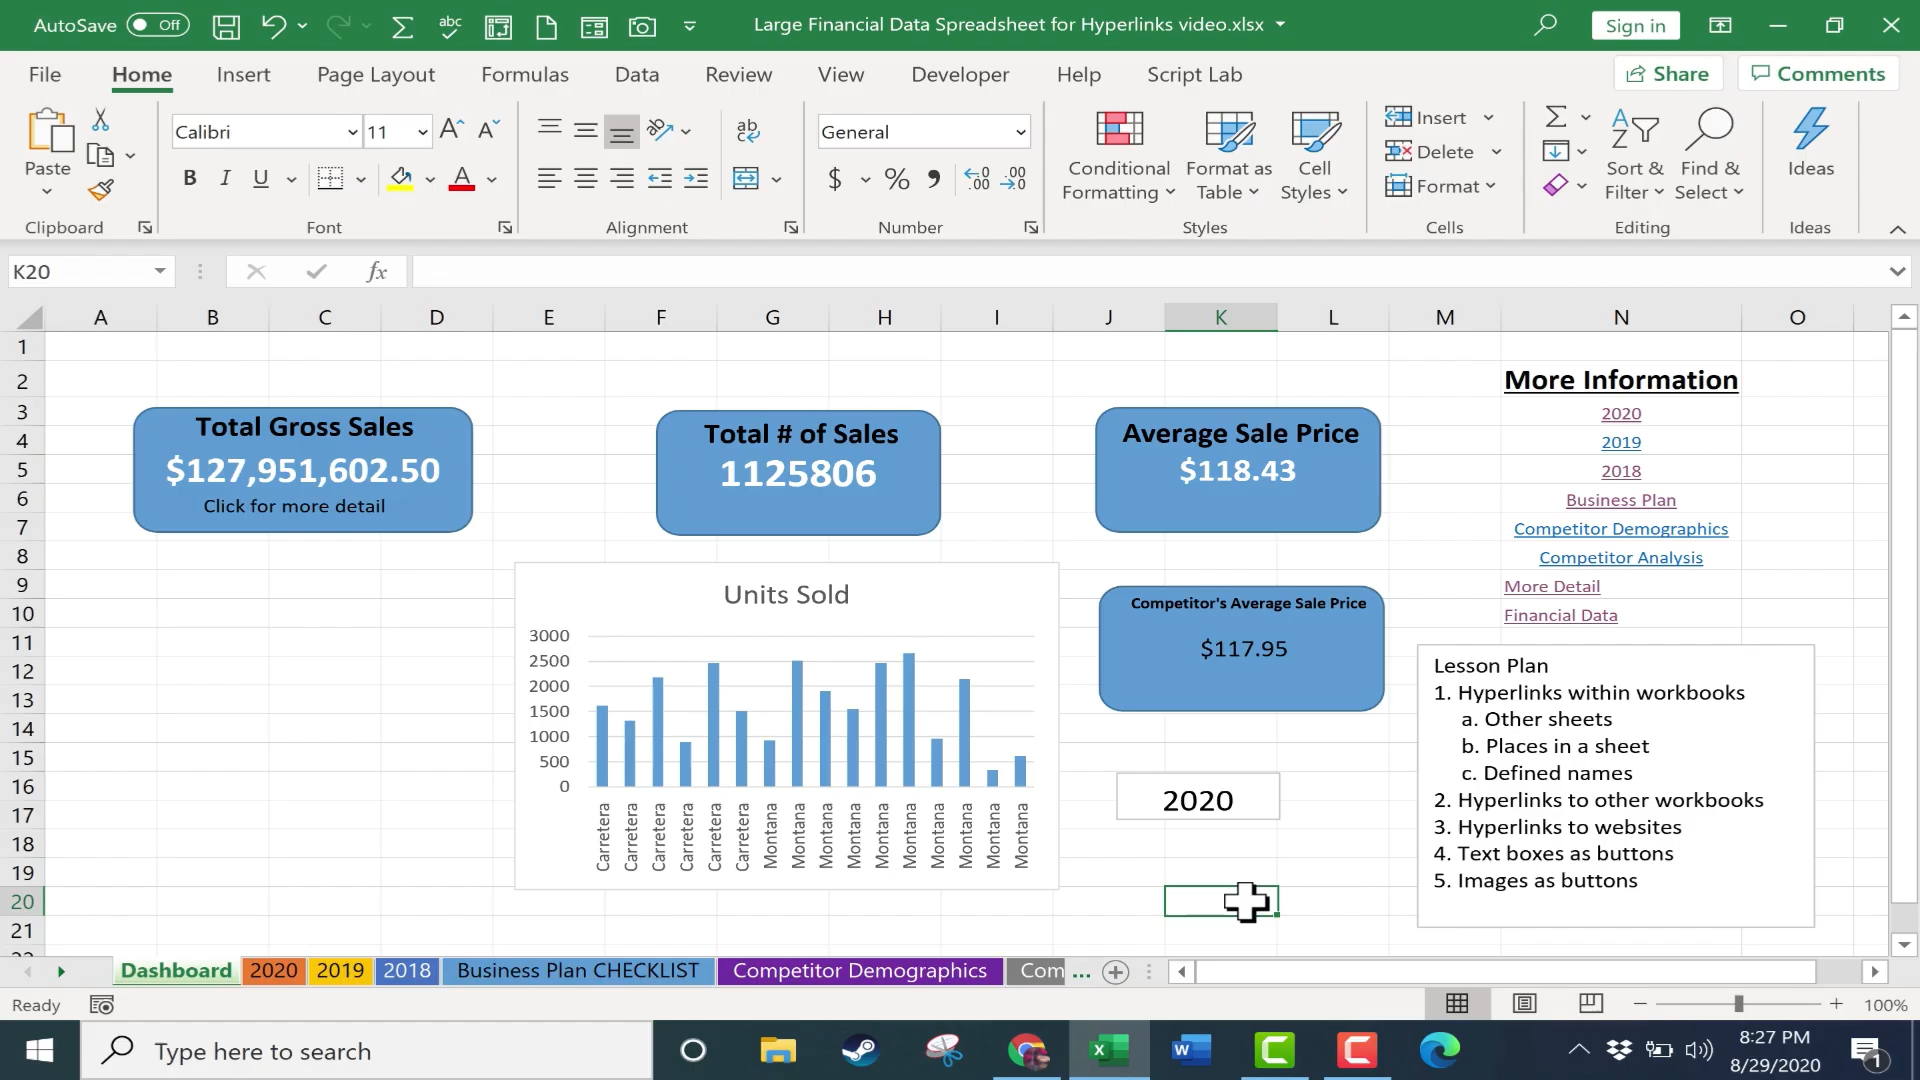 AutoSave Off
Large Financial Data Spreadsheet for Hyperlinks video.xlsx
Sign in
File Home Insert Page Layout Formulas Data Review View Developer Help Script Lab
Share Comments
Paste
Calibri 11
B I U A
General
$ % 9
Conditional Formatting
Format as Table
Cell Styles
Insert
Delete
Format
Sort & Filter
Find & Select
Ideas
Clipboard Font Alignment Number Styles Cells Editing Ideas
K20 fx
A B C D E F G H I J K L M N O
1
2
3
4
5
6
7
8
9
10
11
12
13
14
15
16
17
18
19
20
21
Total Gross Sales
$127,951,602.50
Click for more detail
Total # of Sales
1125806
Average Sale Price
$118.43
More Information
2020
2019
2018
Business Plan
Competitor Demographics
Competitor Analysis
More Detail
Financial Data
Units Sold
3000
2500
2000
1500
1000
500
0
Carretera Carretera Carretera Carretera Carretera Carretera Montana Montana Montana Montana Montana Montana Montana Montana Montana Montana
Competitor's Average Sale Price
$117.95
2020
Lesson Plan
1. Hyperlinks within workbooks
a. Other sheets
b. Places in a sheet
c. Defined names
2. Hyperlinks to other workbooks
3. Hyperlinks to websites
4. Text boxes as buttons
5. Images as buttons
Dashboard 2020 2019 2018 Business Plan CHECKLIST Competitor Demographics Com ...
Ready
100%
Type here to search
8:27 PM
8/29/2020
1